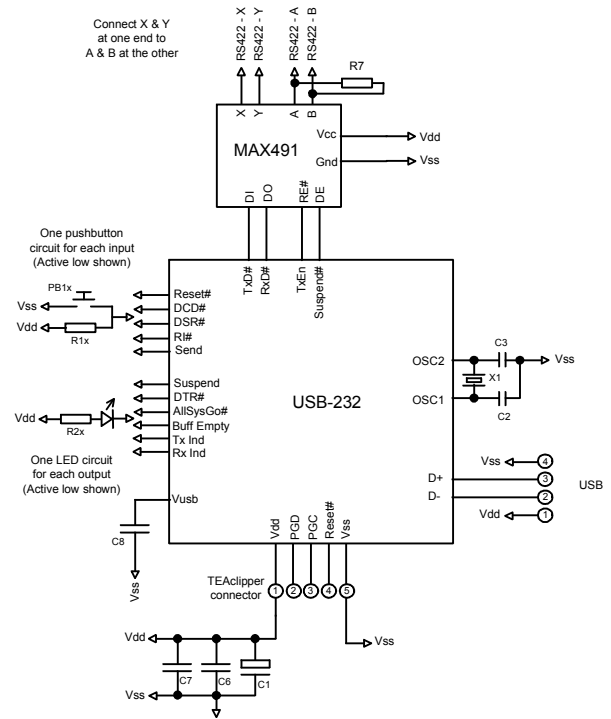 Connect X & Y
at one end to
A & B at the other
RS422 - X
RS422 - Y
RS422 - A
RS422 - B
R7
X
Y
A
B
Vcc
Vdd
MAX491
Gnd
Vss
DI
DO
RE#
DE
One pushbutton
circuit for each input
(Active low shown)
TxD#
RxD#
TxEn
Suspend#
PB1x
Vss
Vdd
R1x
Reset#
DCD#
DSR#
RI#
Send
C3
OSC2
X1
Vss
OSC1
C2
Suspend
DTR#
AllSysGo#
Buff Empty
Tx Ind
Rx Ind
USB-232
Vdd
R2x
One LED circuit
for each output
(Active low shown)
Vss
4
D+
3
USB
D-
2
Vdd
1
Vusb
C8
Vss
Vdd
PGD
PGC
Reset#
Vss
TEAclipper
connector
1
2
3
4
5
Vdd
Vss
C7
C6
C1
Vss